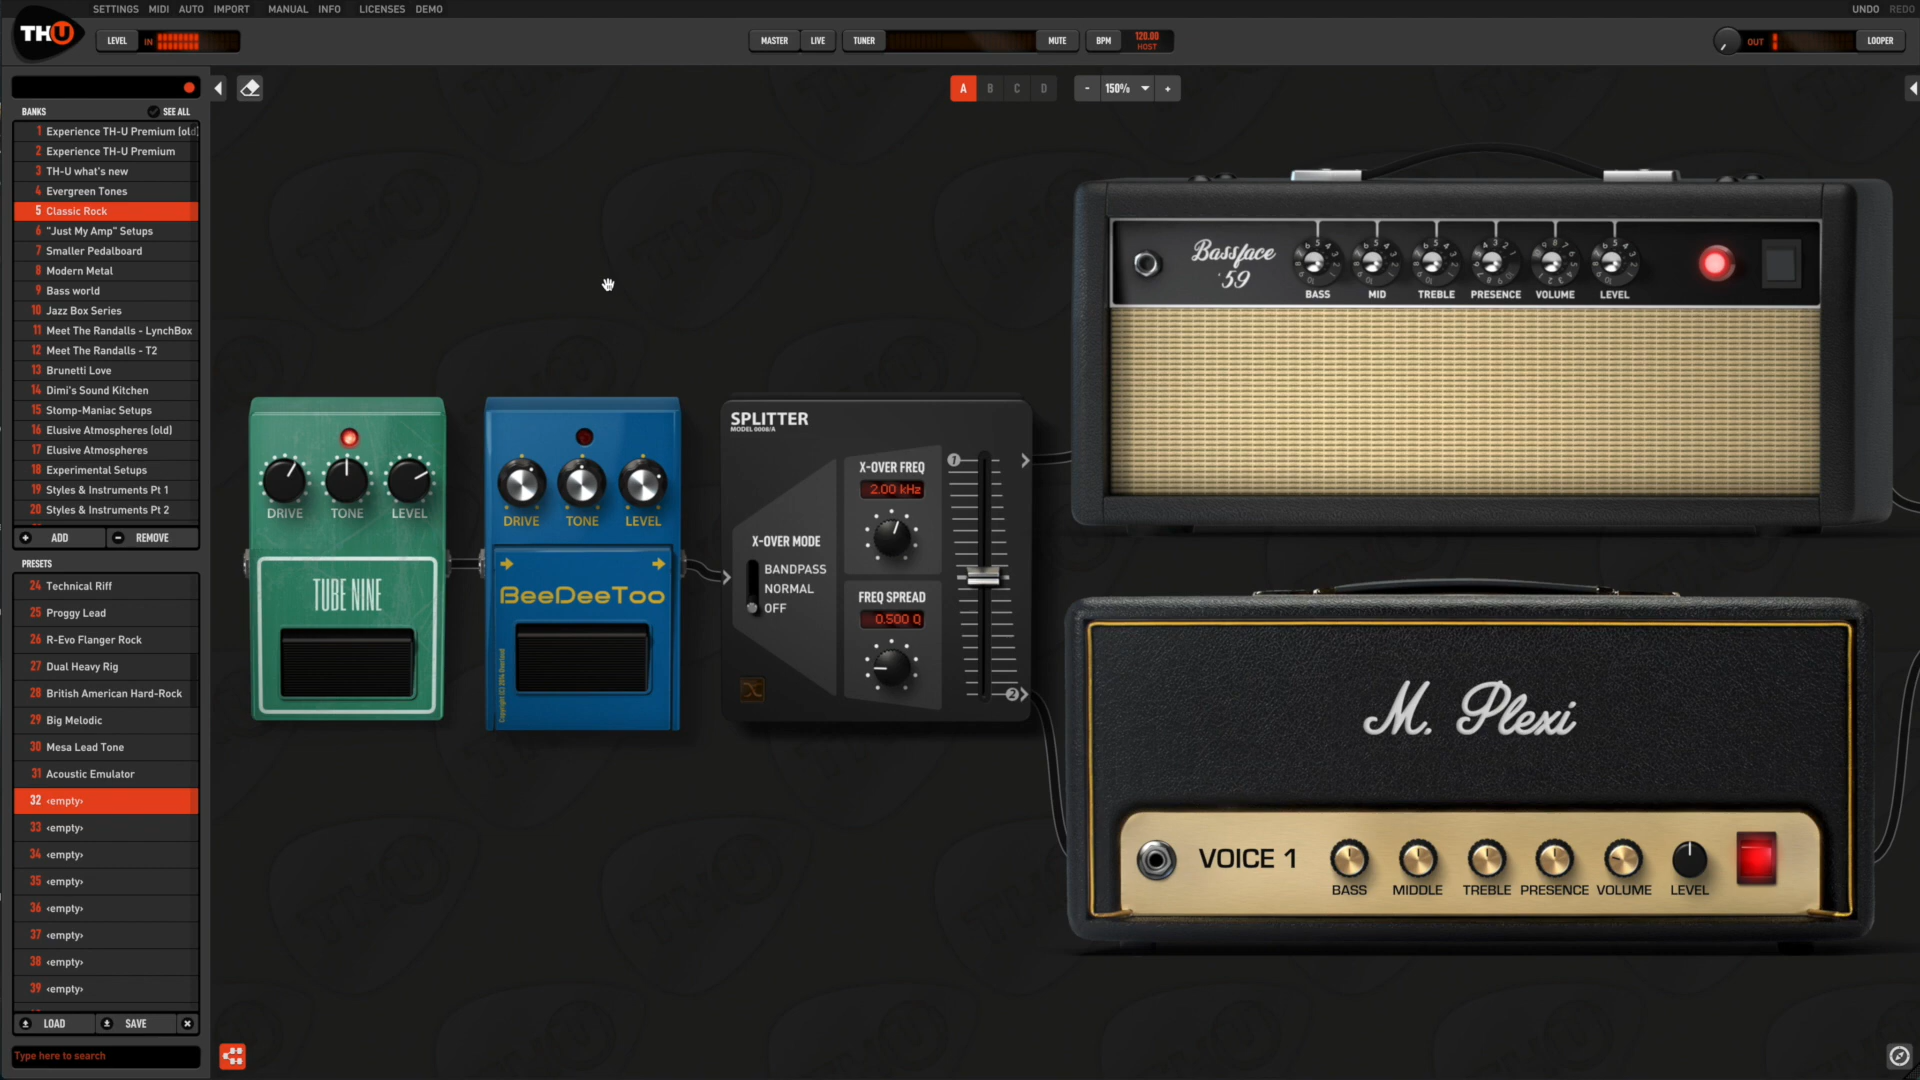 SETTINGS MIDI AUTO IMPORT MANUAL INFO LICENSES DEMO UNDO REDO
THU LEVEL IN MASTER LIVE TUNER MUTE BPM 120.00 HOST OUT LOOPER
A B C D - 150% +
BANKS SEE ALL
1 Experience TH-U Premium (old)
2 Experience TH-U Premium
3 TH-U what's new
4 Evergreen Tones
5 Classic Rock
6 "Just My Amp" Setups
7 Smaller Pedalboard
8 Modern Metal
9 Bass world
10 Jazz Box Series
11 Meet The Randalls - LynchBox
12 Meet The Randalls - T2
13 Brunetti Love
14 Dimi's Sound Kitchen
15 Stomp-Maniac Setups
16 Elusive Atmospheres (old)
17 Elusive Atmospheres
18 Experimental Setups
19 Styles & Instruments Pt 1
20 Styles & Instruments Pt 2
+ ADD - REMOVE
PRESETS
24 Technical Riff
25 Proggy Lead
26 R-Evo Flanger Rock
27 Dual Heavy Rig
28 British American Hard-Rock
29 Big Melodic
30 Mesa Lead Tone
31 Acoustic Emulator
32 <empty>
33 <empty>
34 <empty>
35 <empty>
36 <empty>
37 <empty>
38 <empty>
39 <empty>
LOAD SAVE
Type here to search
DRIVE TONE LEVEL
TUBE NINE
DRIVE TONE LEVEL
BeeDeeToo
SPLITTER
MODEL 0008/A
X-OVER FREQ
2.00 kHz
X-OVER MODE
BANDPASS
NORMAL
OFF
FREQ SPREAD
0.500 Q
1
2
Bassface
'59
BASS MID TREBLE PRESENCE VOLUME LEVEL
M. Plexi
VOICE 1
BASS MIDDLE TREBLE PRESENCE VOLUME LEVEL